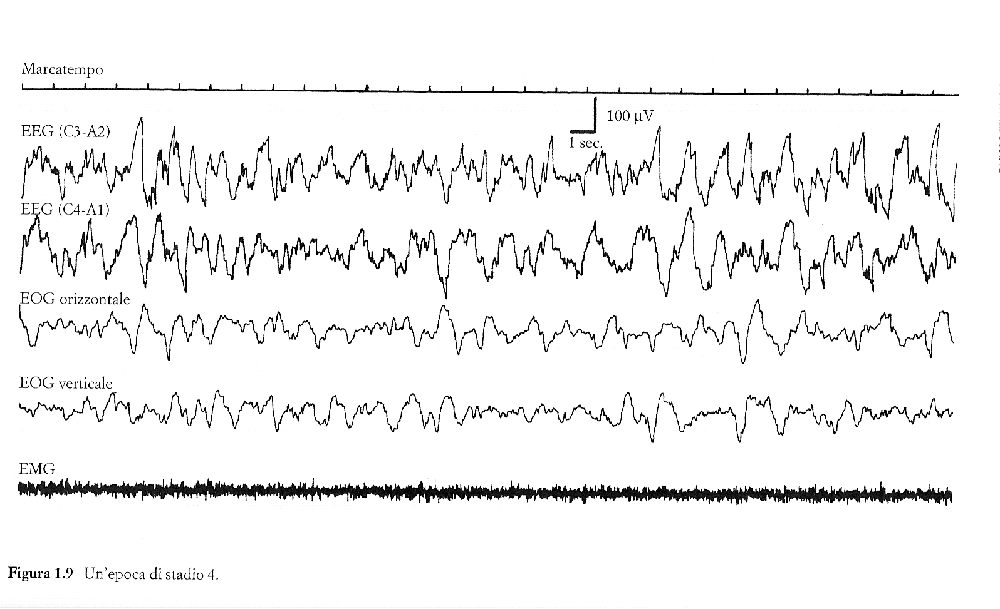 Marcatempo
100 μV
EEG (C3-A2)
1 sec.
EEG (C4-A1)
EOG orizzontale
EOG verticale
EMG
Figura 1.9 Un'epoca di stadio 4.